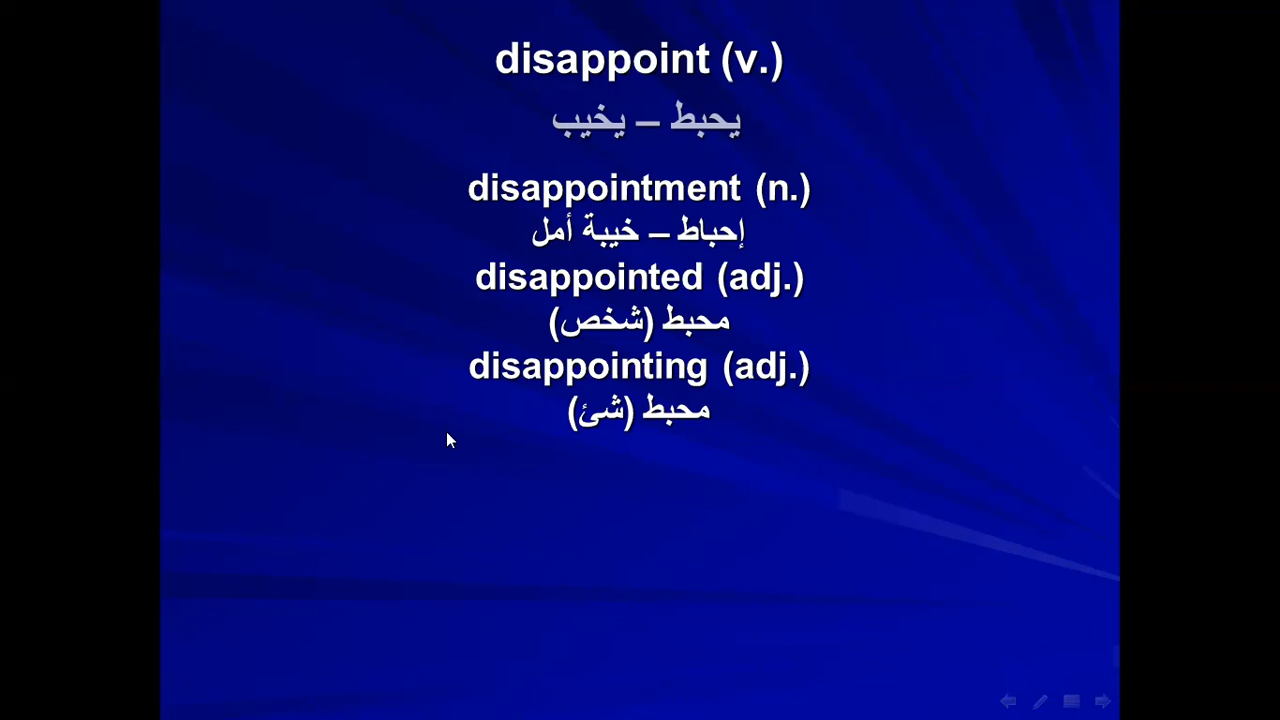 disappoint (v.)
يحبط – يخيب
disappointment (n.)
إحباط – خيبة أمل
disappointed (adj.)
محبط (شخص)
disappointing (adj.)
محبط (شئ)